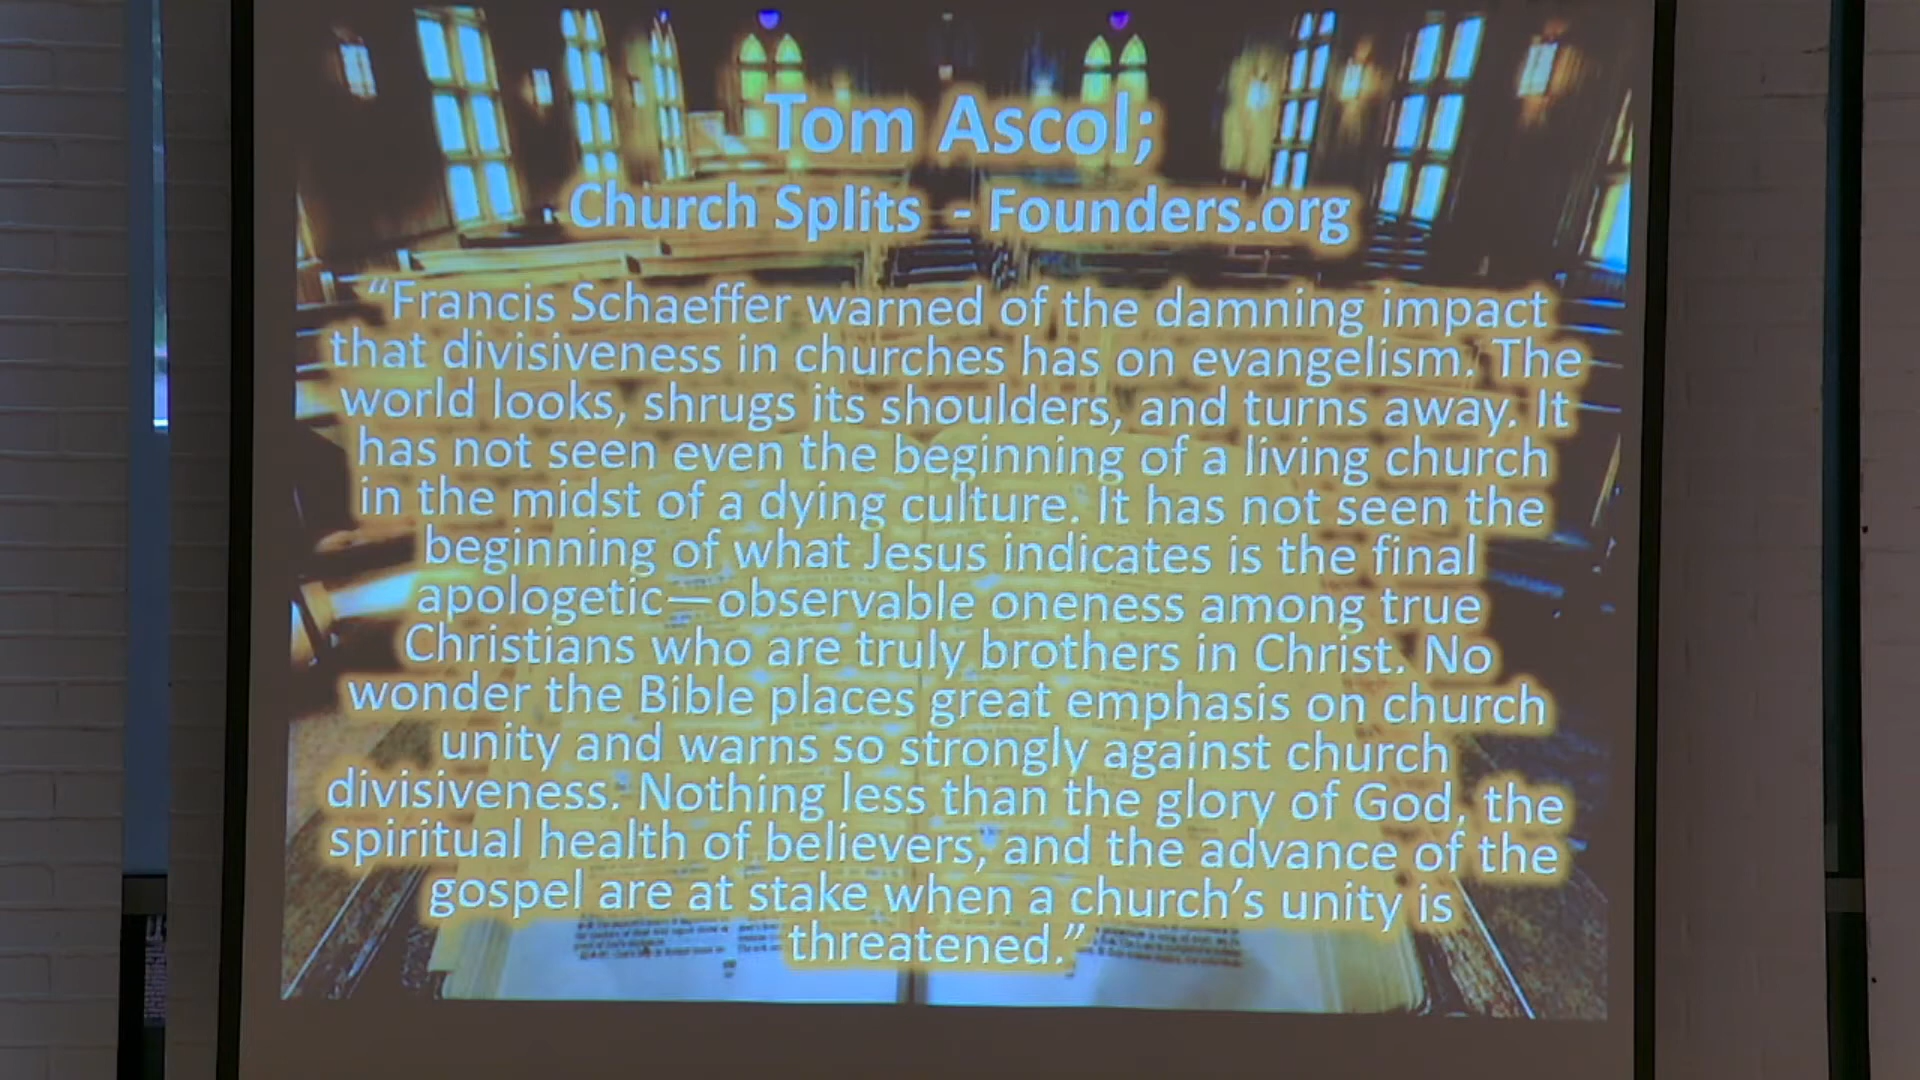 Tom Ascol;
Church Splits - Founders.org
“Francis Schaeffer warned of the damning impact
that divisiveness in churches has on evangelism. The
world looks, shrugs its shoulders, and turns away. It
has not seen even the beginning of a living church
in the midst of a dying culture. It has not seen the
beginning of what Jesus indicates is the final
apologetic—observable oneness among true
Christians who are truly brothers in Christ. No
wonder the Bible places great emphasis on church
unity and warns so strongly against church
divisiveness. Nothing less than the glory of God, the
spiritual health of believers, and the advance of the
gospel are at stake when a church’s unity is
threatened.”